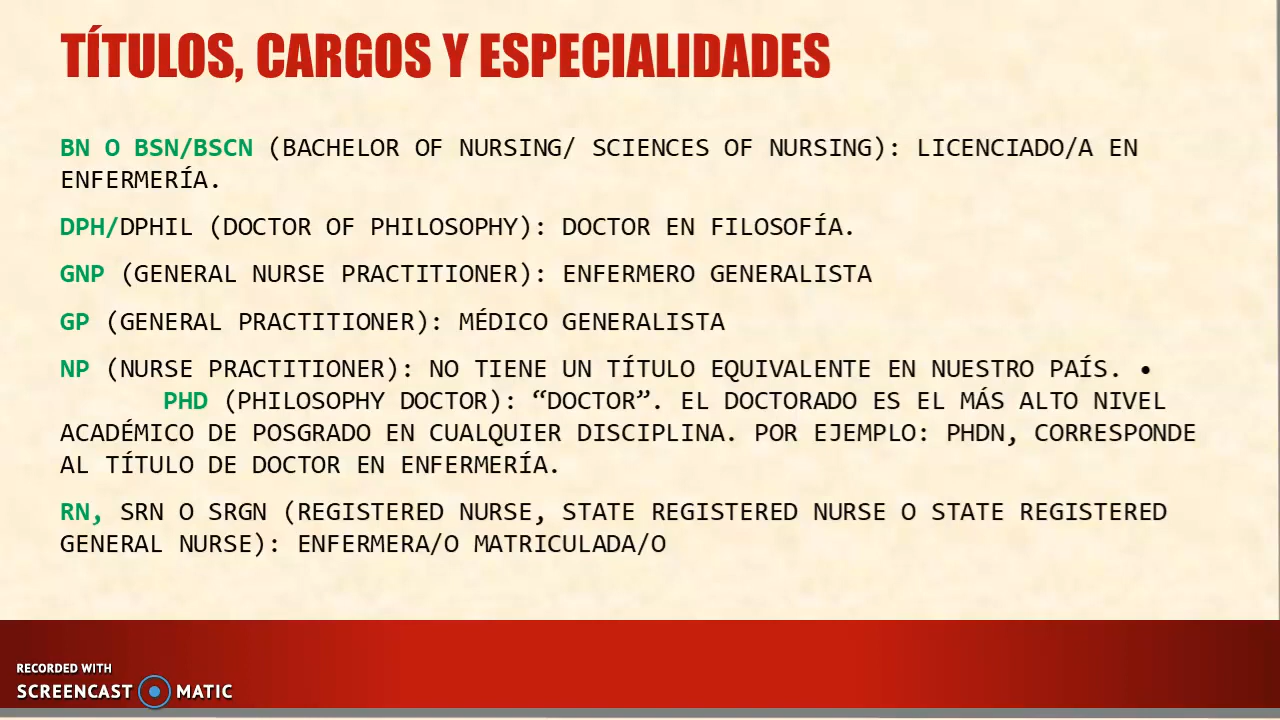 TÍTULOS, CARGOS Y ESPECIALIDADES
BN O BSN/BSCN (BACHELOR OF NURSING/ SCIENCES OF NURSING): LICENCIADO/A EN
ENFERMERÍA.
DPH/DPHIL (DOCTOR OF PHILOSOPHY): DOCTOR EN FILOSOFÍA.
GNP (GENERAL NURSE PRACTITIONER): ENFERMERO GENERALISTA
GP (GENERAL PRACTITIONER): MÉDICO GENERALISTA
NP (NURSE PRACTITIONER): NO TIENE UN TÍTULO EQUIVALENTE EN NUESTRO PAÍS. •
PHD (PHILOSOPHY DOCTOR): “DOCTOR”. EL DOCTORADO ES EL MÁS ALTO NIVEL
ACADÉMICO DE POSGRADO EN CUALQUIER DISCIPLINA. POR EJEMPLO: PHDN, CORRESPONDE
AL TÍTULO DE DOCTOR EN ENFERMERÍA.
RN, SRN O SRGN (REGISTERED NURSE, STATE REGISTERED NURSE O STATE REGISTERED
GENERAL NURSE): ENFERMERA/O MATRICULADA/O
RECORDED WITH
SCREENCAST MATIC